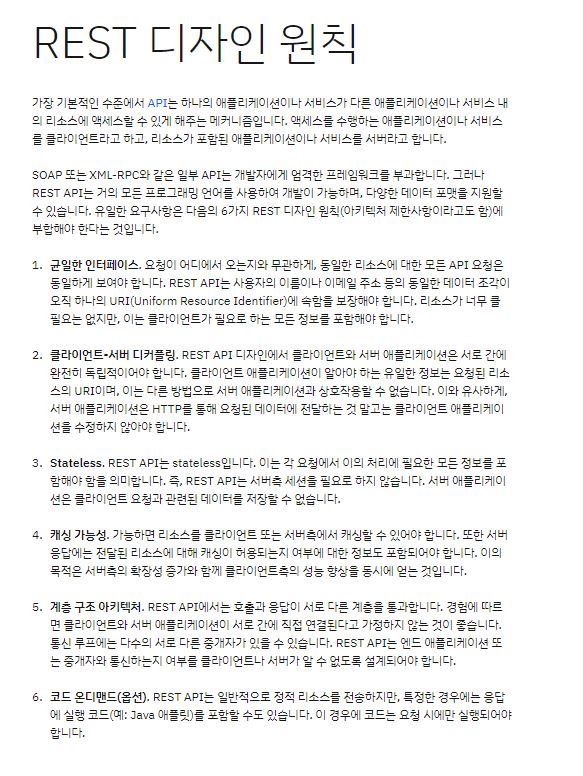 REST 디자인 원칙
가장 기본적인 수준에서 API는 하나의 애플리케이션이나 서비스가 다른 애플리케이션이나 서비스 내
의 리소스에 액세스할 수 있게 해주는 메커니즘입니다. 액세스를 수행하는 애플리케이션이나 서비스
를 클라이언트라고 하고, 리소스가 포함된 애플리케이션이나 서비스를 서버라고 합니다.
SOAP 또는 XML-RPC와 같은 일부 API는 개발자에게 엄격한 프레임워크를 부과합니다. 그러나
REST API는 거의 모든 프로그래밍 언어를 사용하여 개발이 가능하며, 다양한 데이터 포맷을 지원할
수 있습니다. 유일한 요구사항은 다음의 6가지 REST 디자인 원칙(아키텍처 제한사항이라고도 함)에
부합해야 한다는 것입니다.
1. 균일한 인터페이스. 요청이 어디에서 오는지와 무관하게, 동일한 리소스에 대한 모든 API 요청은
동일하게 보여야 합니다. REST API는 사용자의 이름이나 이메일 주소 등의 동일한 데이터 조각이
오직 하나의 URI(Uniform Resource Identifier)에 속함을 보장해야 합니다. 리소스가 너무 클
필요는 없지만, 이는 클라이언트가 필요로 하는 모든 정보를 포함해야 합니다.
2. 클라이언트-서버 디커플링. REST API 디자인에서 클라이언트와 서버 애플리케이션은 서로 간에
완전히 독립적이어야 합니다. 클라이언트 애플리케이션이 알아야 하는 유일한 정보는 요청된 리소
스의 URI이며, 이는 다른 방법으로 서버 애플리케이션과 상호작용할 수 없습니다. 이와 유사하게,
서버 애플리케이션은 HTTP를 통해 요청된 데이터에 전달하는 것 말고는 클라이언트 애플리케이
션을 수정하지 않아야 합니다.
3. Stateless. REST API는 stateless입니다. 이는 각 요청에서 이의 처리에 필요한 모든 정보를 포
함해야 함을 의미합니다. 즉, REST API는 서버측 세션을 필요로 하지 않습니다. 서버 애플리케이
션은 클라이언트 요청과 관련된 데이터를 저장할 수 없습니다.
4. 캐싱 가능성. 가능하면 리소스를 클라이언트 또는 서버측에서 캐싱할 수 있어야 합니다. 또한 서버
응답에는 전달된 리소스에 대해 캐싱이 허용되는지 여부에 대한 정보도 포함되어야 합니다. 이의
목적은 서버측의 확장성 증가와 함께 클라이언트측의 성능 향상을 동시에 얻는 것입니다.
5. 계층 구조 아키텍처. REST API에서는 호출과 응답이 서로 다른 계층을 통과합니다. 경험에 따르
면 클라이언트와 서버 애플리케이션이 서로 간에 직접 연결된다고 가정하지 않는 것이 좋습니다.
통신 루프에는 다수의 서로 다른 중개자가 있을 수 있습니다. REST API는 엔드 애플리케이션 또
는 중개자와 통신하는지 여부를 클라이언트나 서버가 알 수 없도록 설계되어야 합니다.
6. 코드 온디맨드(옵션). REST API는 일반적으로 정적 리소스를 전송하지만, 특정한 경우에는 응답
에 실행 코드(예: Java 애플릿)를 포함할 수도 있습니다. 이 경우에 코드는 요청 시에만 실행되어야
합니다.